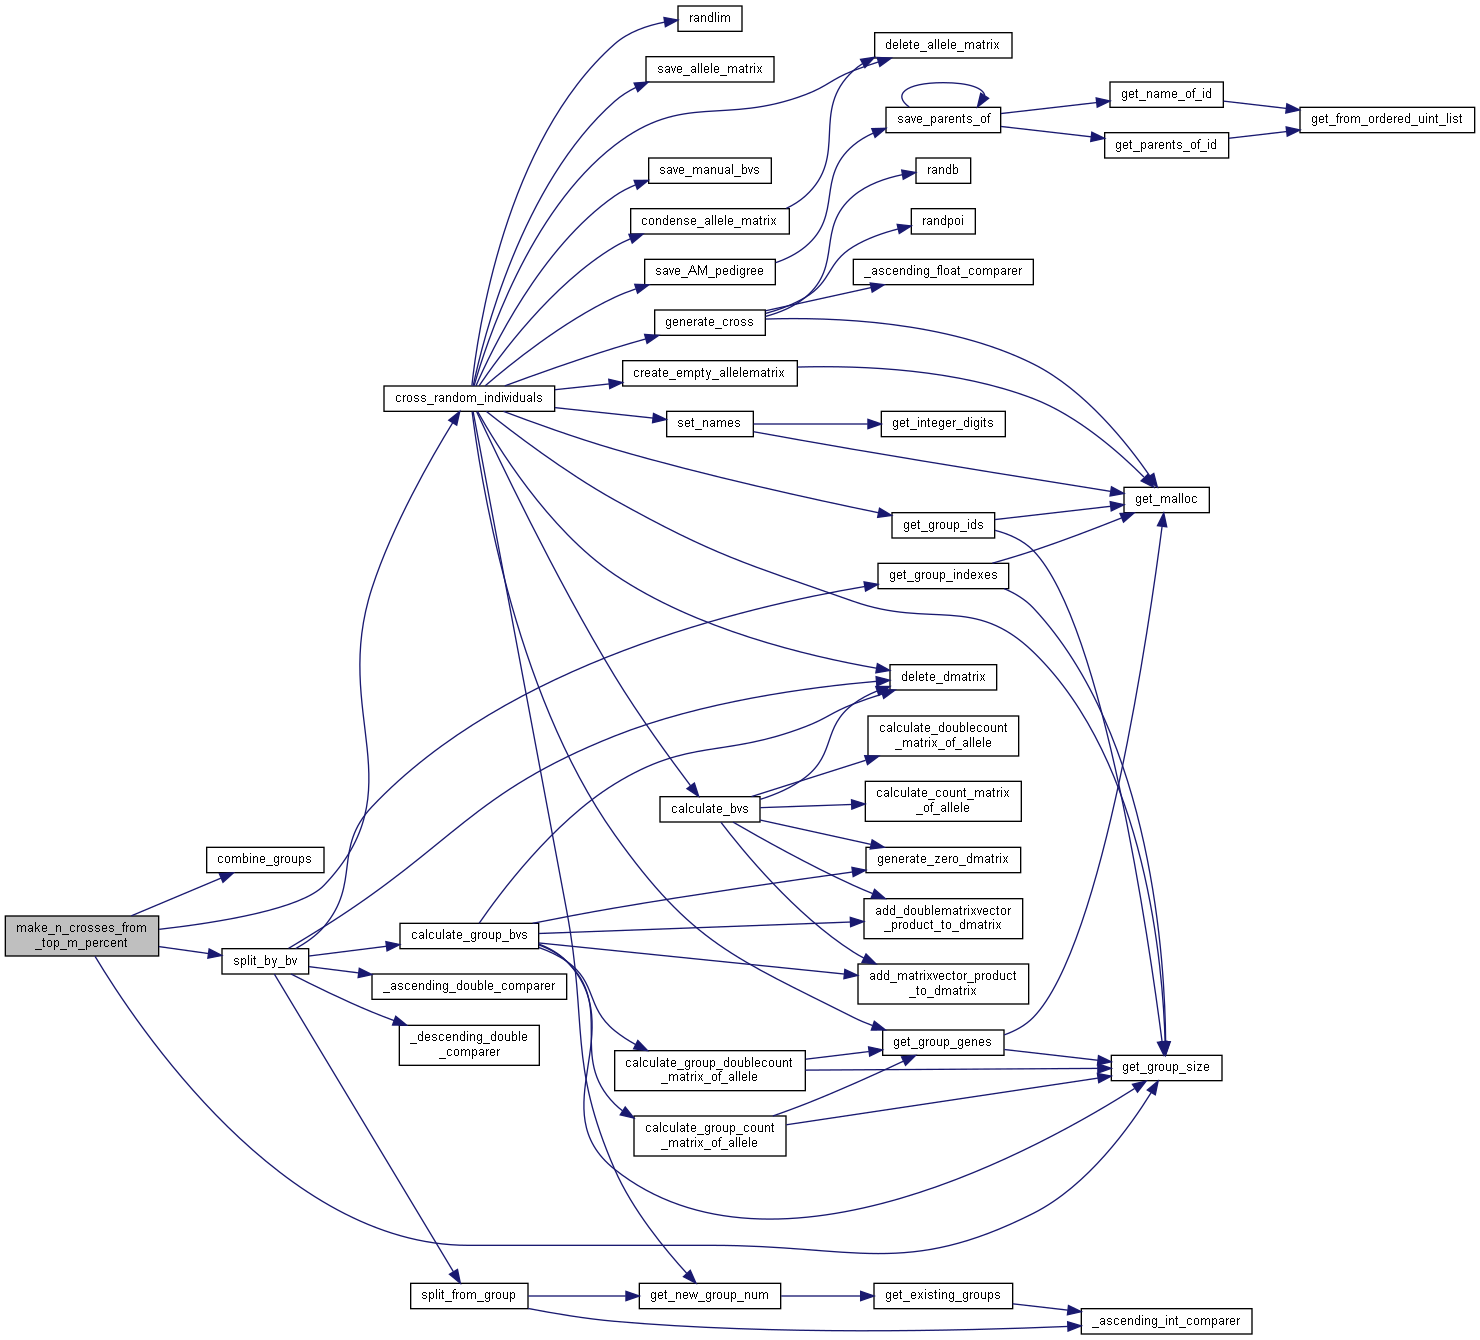 randlim
save_allele_matrix
delete_allele_matrix
save_parents_of
get_name_of_id
get_from_ordered_uint_list
get_parents_of_id
save_manual_bvs
randb
condense_allele_matrix
randpoi
save_AM_pedigree
_ascending_float_comparer
generate_cross
create_empty_allelematrix
cross_random_individuals
set_names
get_integer_digits
get_malloc
get_group_ids
get_group_indexes
delete_dmatrix
calculate_doublecount
_matrix_of_allele
calculate_bvs
calculate_count_matrix
_of_allele
combine_groups
generate_zero_dmatrix
make_n_crosses_from
_top_m_percent
add_doublematrixvector
_product_to_dmatrix
calculate_group_bvs
split_by_bv
add_matrixvector_product
_to_dmatrix
_ascending_double_comparer
_descending_double
_comparer
get_group_genes
calculate_group_doublecount
_matrix_of_allele
get_group_size
calculate_group_count
_matrix_of_allele
split_from_group
get_new_group_num
get_existing_groups
_ascending_int_comparer